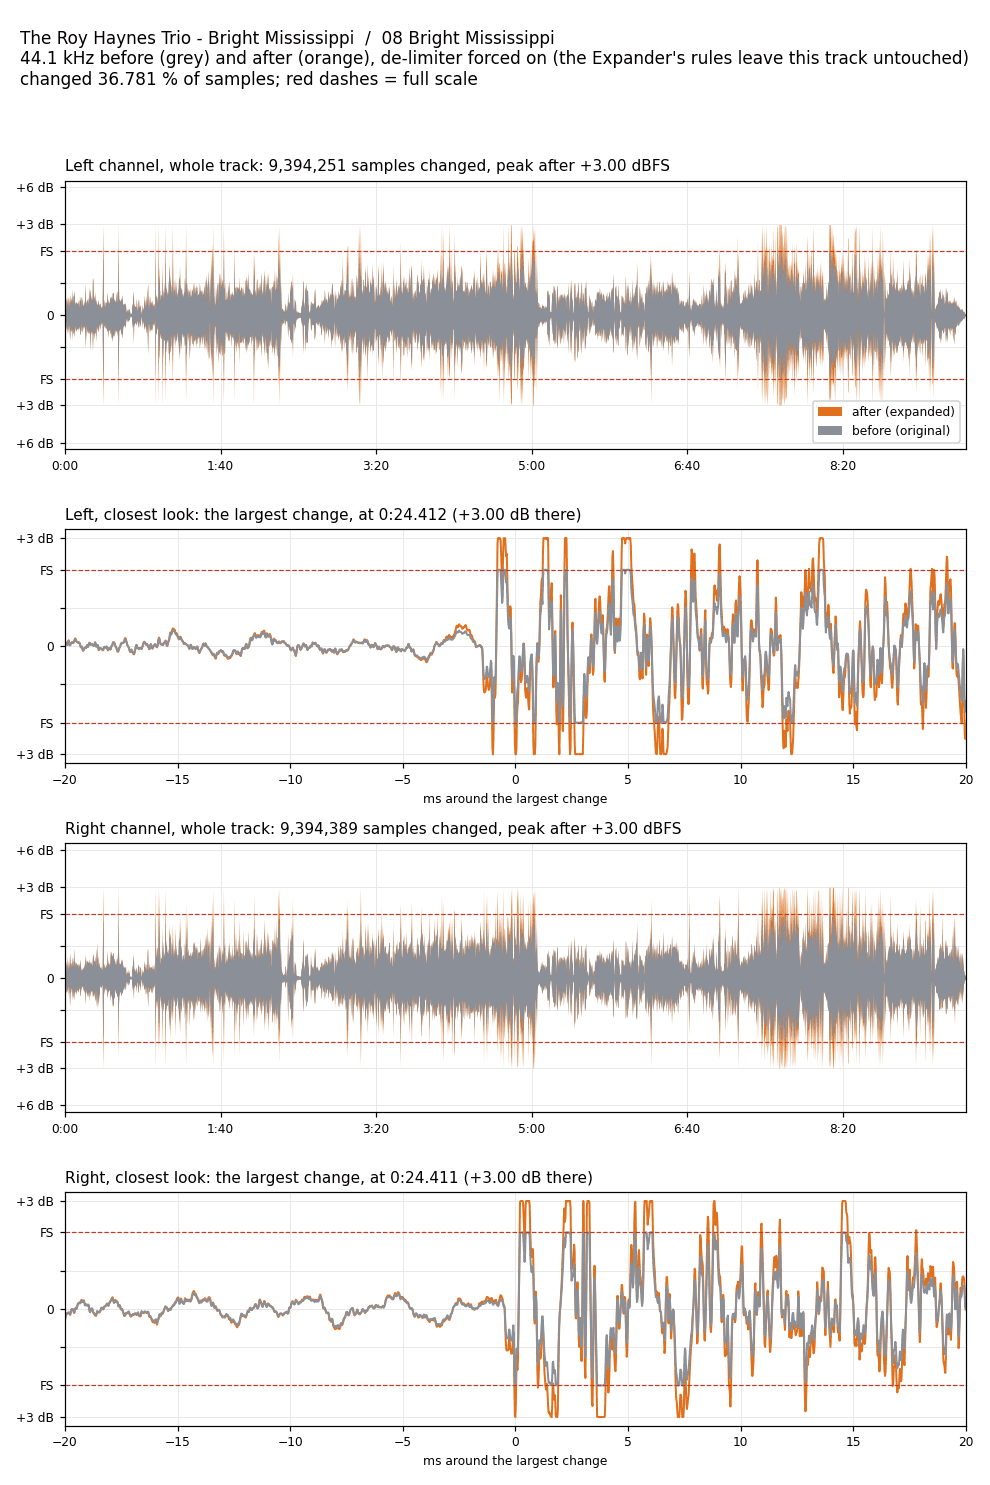 The Roy Haynes Trio - Bright Mississippi  /  08 Bright Mississippi
44.1 kHz before (grey) and after (orange), de-limiter forced on (the Expander's rules leave this track untouched)
changed 36.781 % of samples; red dashes = full scale
Left channel, whole track: 9,394,251 samples changed, peak after +3.00 dBFS
+6 dB
+3 dB
FS
0
FS
+3 dB
+6 dB
after (expanded)
before (original)
0:00 1:40 3:20 5:00 6:40 8:20
Left, closest look: the largest change, at 0:24.412 (+3.00 dB there)
+3 dB
FS
0
FS
+3 dB
−20 −15 −10 −5 0 5 10 15 20
ms around the largest change
Right channel, whole track: 9,394,389 samples changed, peak after +3.00 dBFS
+6 dB
+3 dB
FS
0
FS
+3 dB
+6 dB
0:00 1:40 3:20 5:00 6:40 8:20
Right, closest look: the largest change, at 0:24.411 (+3.00 dB there)
+3 dB
FS
0
FS
+3 dB
−20 −15 −10 −5 0 5 10 15 20
ms around the largest change